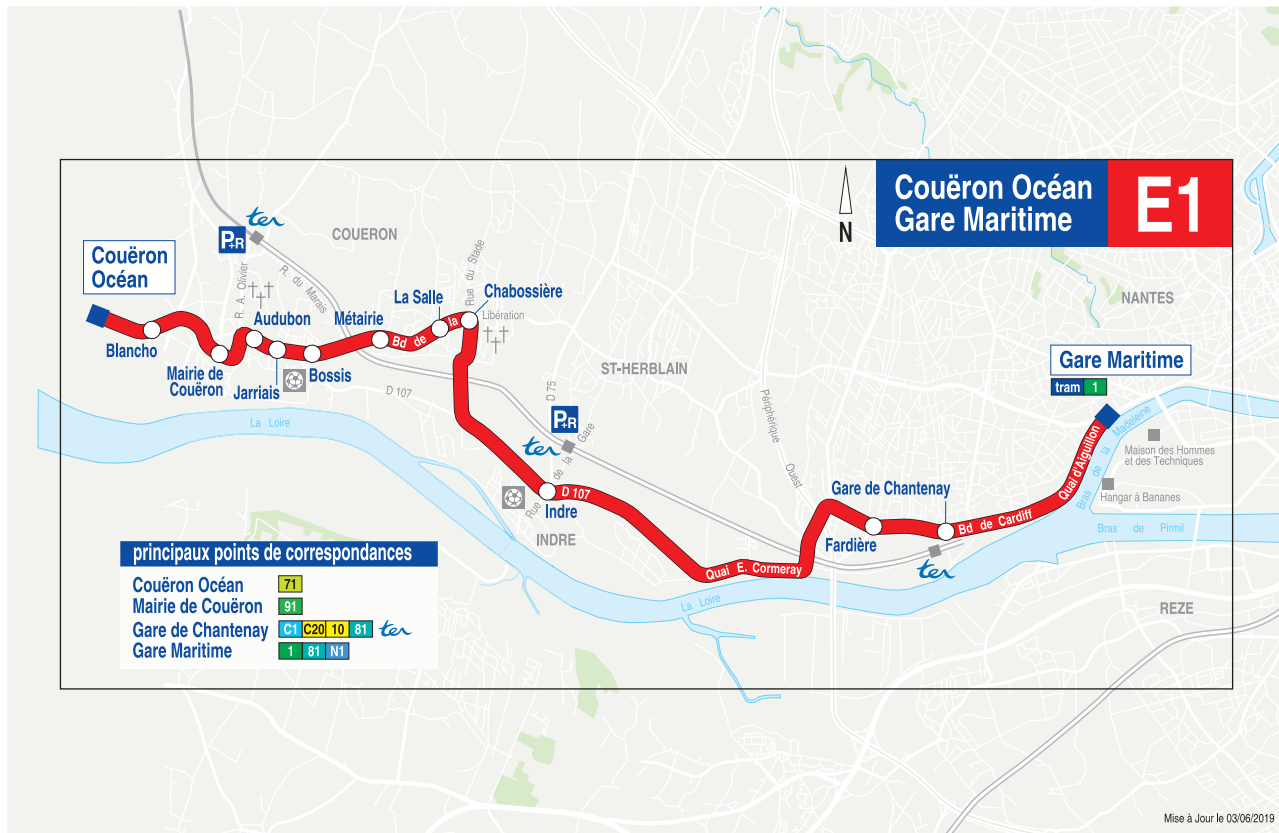 Couëron Océan
Gare Maritime
E1
N
ter
P+R
COUERON
Couëron
Océan
R. A. Olivier
R. du Marais
Rue du Stade
La Salle
Chabossière
Libération
Audubon
Métairie
Bd de la
Blancho
Mairie de
Couëron
Jarriais
Bossis
D 107
La Loire
ST-HERBLAIN
D 75
P+R
ter
Rue de la Gare
Périphérique Ouest
NANTES
Gare Maritime
tram 1
Bras de la Madeleine
Maison des Hommes
et des Techniques
Quai d'Aiguillon
Hangar à Bananes
Gare de Chantenay
D 107
Indre
INDRE
Fardière
Bd de Cardiff
Bras de Pirmil
Quai E. Cormeray
ter
La Loire
REZE
principaux points de correspondances
Couëron Océan 71
Mairie de Couëron 91
Gare de Chantenay C1 C20 10 81 ter
Gare Maritime 1 81 N1
Mise à Jour le 03/06/2019